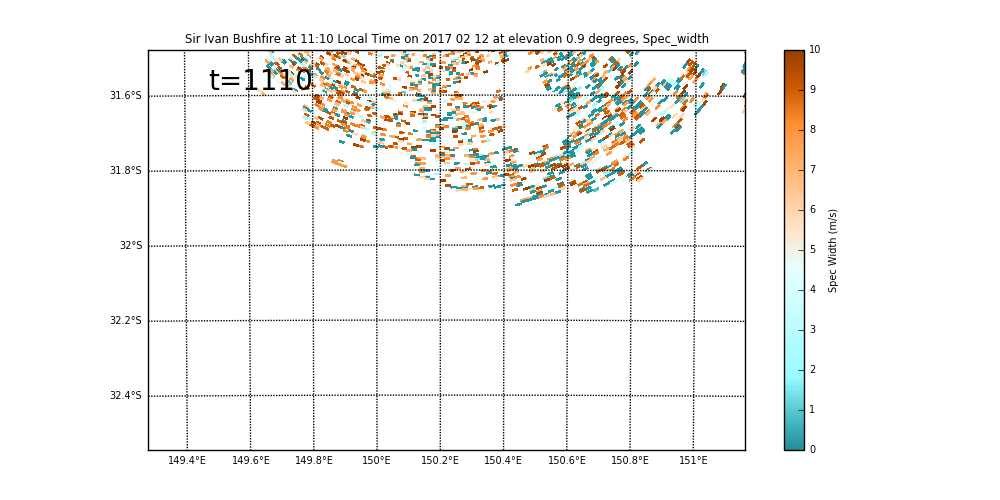 Sir Ivan Bushfire at 11:10 Local Time on 2017 02 12 at elevation 0.9 degrees, Spec_width
t=1110
31.6°S
31.8°S
32°S
32.2°S
32.4°S
149.4°E 149.6°E 149.8°E 150°E 150.2°E 150.4°E 150.6°E 150.8°E 151°E
10
9
8
7
6
5
4
3
2
1
0
Spec Width (m/s)